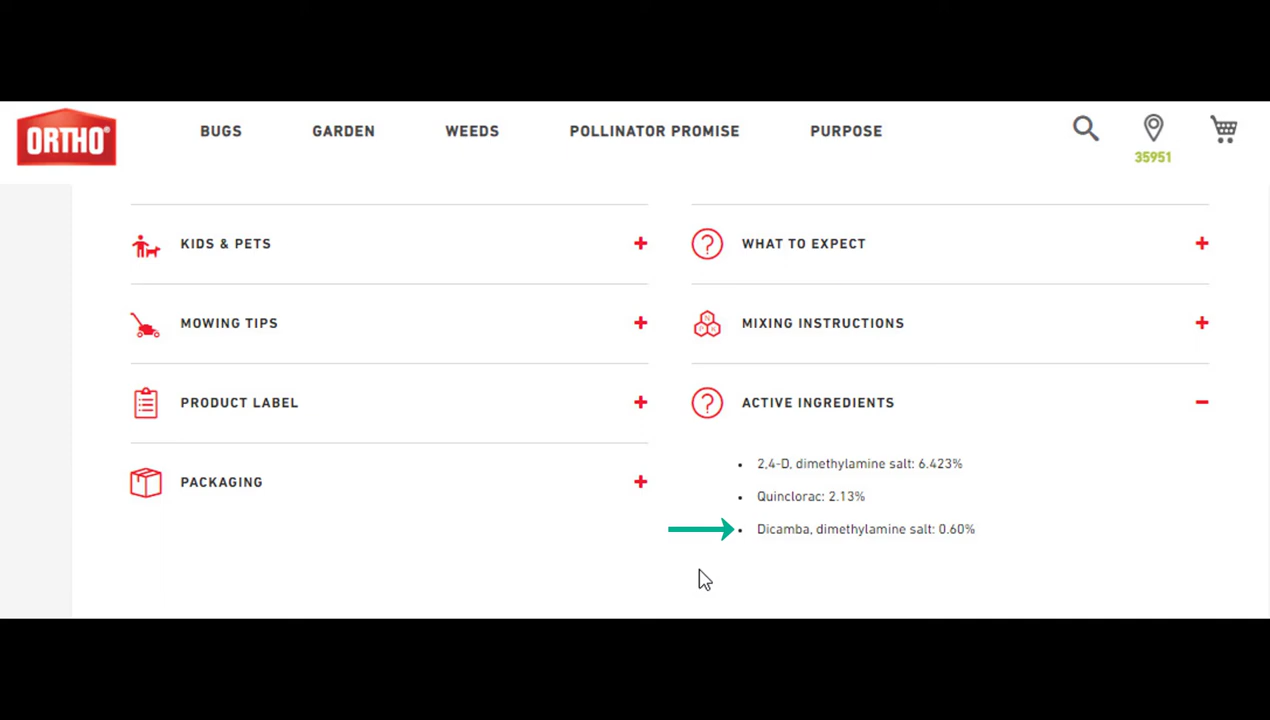 ORTHO®
BUGS
GARDEN
WEEDS
POLLINATOR PROMISE
PURPOSE
35951
KIDS & PETS
MOWING TIPS
PRODUCT LABEL
PACKAGING
WHAT TO EXPECT
N
P K
MIXING INSTRUCTIONS
ACTIVE INGREDIENTS
2,4-D, dimethylamine salt: 6.423%
Quinclorac: 2.13%
Dicamba, dimethylamine salt: 0.60%